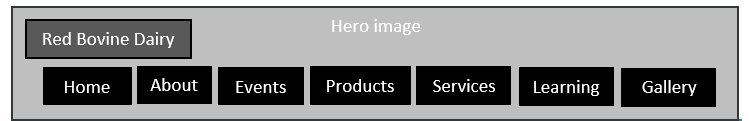 Hero image
Red Bovine Dairy
Home About Events Products Services Learning Gallery